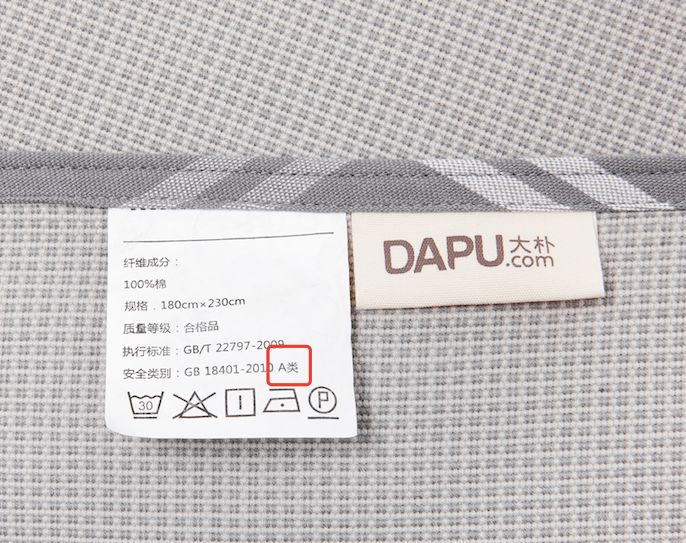 纤维成分：
100%棉
规格．180cm×230cm
质量等级：合格品
执行标准：GB/T 22797-2009
安全类别：GB 18401-2010 A类
30
P
DAPU大朴
.com